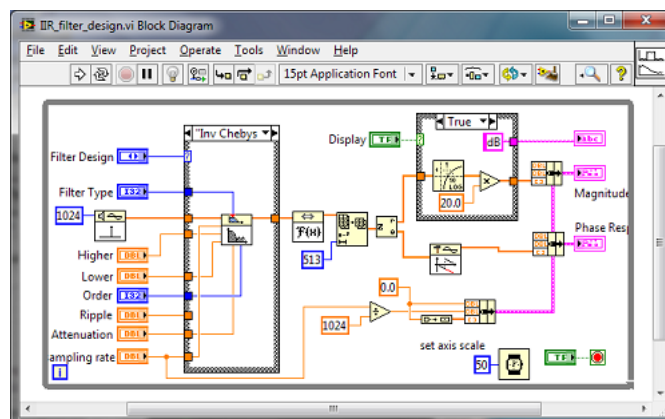 IIR_filter_design.vi Block Diagram
File Edit View Project Operate Tools Window Help
15pt Application Font
"Inv Chebys
True
Display
TF
dB
abc
Filter Design
Filter Type
I32
LOG
20.0
Magnitude
1024
F(H)
513
Phase Resp
Higher
DBL
Lower
DBL
Order
I32
0.0
Ripple
DBL
1024
Attenuation
DBL
ampling rate
DBL
set axis scale
50
TF
i